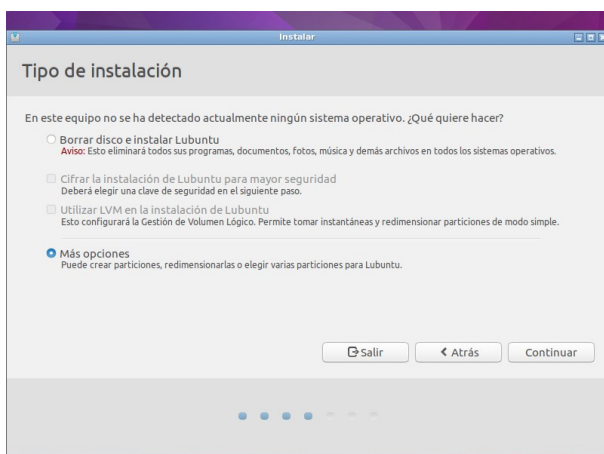 Instalar
Tipo de instalación
En este equipo no se ha detectado actualmente ningún sistema operativo. ¿Qué quiere hacer?
Borrar disco e instalar Lubuntu
Aviso: Esto eliminará todos sus programas, documentos, fotos, música y demás archivos en todos los sistemas operativos.
Cifrar la instalación de Lubuntu para mayor seguridad
Deberá elegir una clave de seguridad en el siguiente paso.
Utilizar LVM en la instalación de Lubuntu
Esto configurará la Gestión de Volumen Lógico. Permite tomar instantáneas y redimensionar particiones de modo simple.
Más opciones
Puede crear particiones, redimensionarlas o elegir varias particiones para Lubuntu.
Salir Atrás Continuar